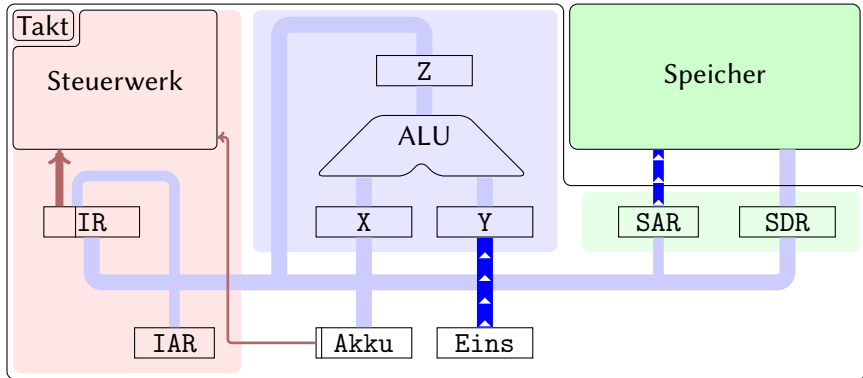 Takt
Steuerwerk
Speicher
Z
ALU
IR
X
Y
SAR
SDR
IAR
Akku
Eins